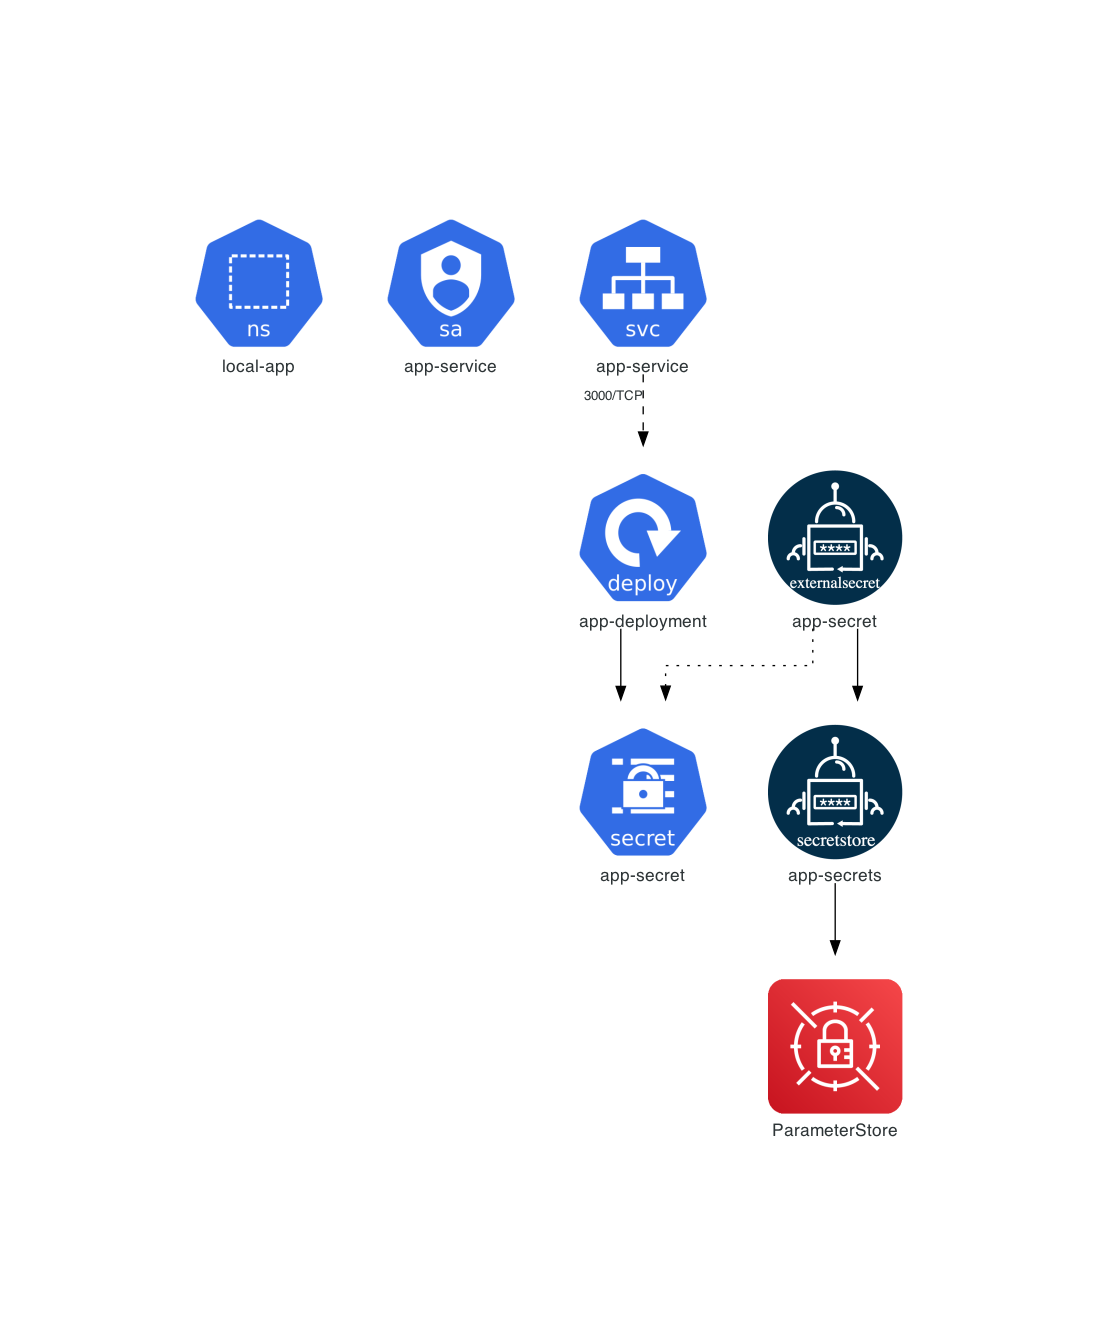 ns
sa
svc
local-app
app-service
app-service
3000/TCP
deploy
****
externalsecret
app-deployment
app-secret
secret
****
secretstore
app-secret
app-secrets
ParameterStore